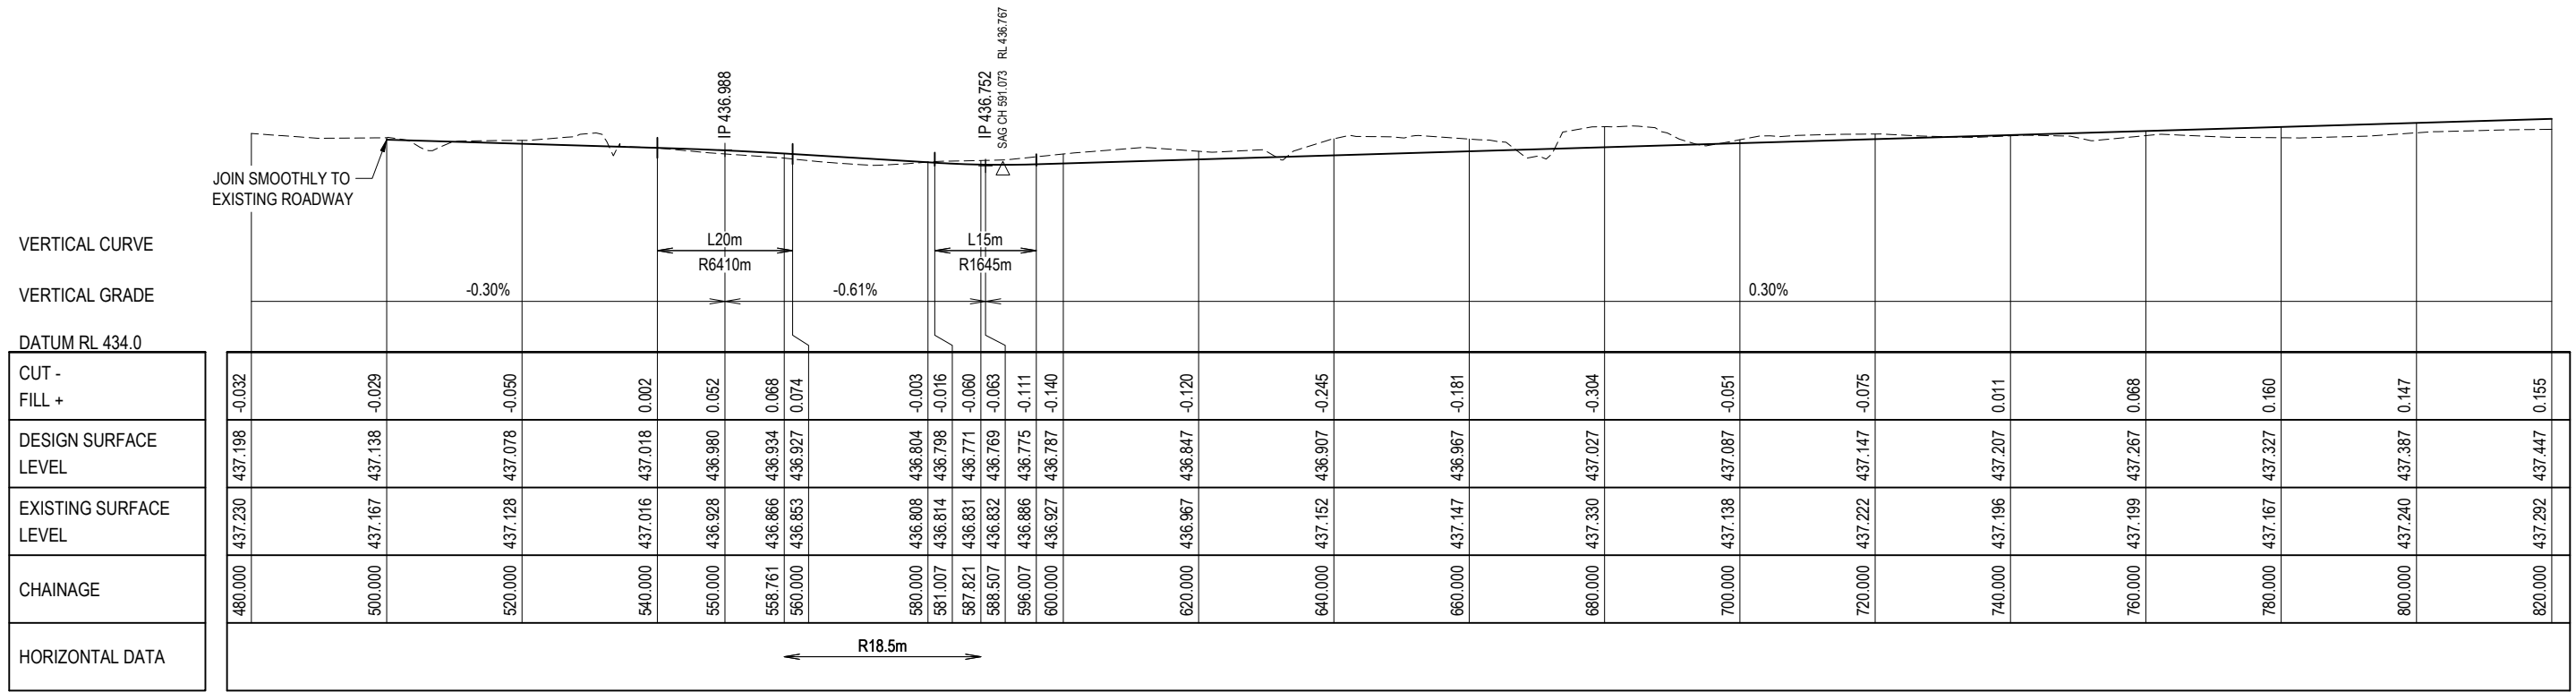 IP 436.988
IP 436.752
SAG CH 591.073 RL 436.767
JOIN SMOOTHLY TO
EXISTING ROADWAY
VERTICAL CURVE
L20m
R6410m
L15m
R1645m
VERTICAL GRADE
-0.30%
-0.61%
0.30%
DATUM RL 434.0
CUT -
FILL +
-0.032 -0.029 -0.050 0.002 0.052 0.068 0.074 -0.003 -0.016 -0.060 -0.063 -0.111 -0.140 -0.120 -0.245 -0.181 -0.304 -0.051 -0.075 0.011 0.068 0.160 0.147 0.155
DESIGN SURFACE
LEVEL
437.198 437.138 437.078 437.018 436.980 436.934 436.927 436.804 436.798 436.771 436.769 436.775 436.787 436.847 436.907 436.967 437.027 437.087 437.147 437.207 437.267 437.327 437.387 437.447
EXISTING SURFACE
LEVEL
437.230 437.167 437.128 437.016 436.928 436.866 436.853 436.808 436.814 436.831 436.832 436.886 436.927 436.967 437.152 437.147 437.330 437.138 437.222 437.196 437.199 437.167 437.240 437.292
CHAINAGE
480.000 500.000 520.000 540.000 550.000 558.761 560.000 580.000 581.007 587.821 588.507 596.007 600.000 620.000 640.000 660.000 680.000 700.000 720.000 740.000 760.000 780.000 800.000 820.000
HORIZONTAL DATA
R18.5m